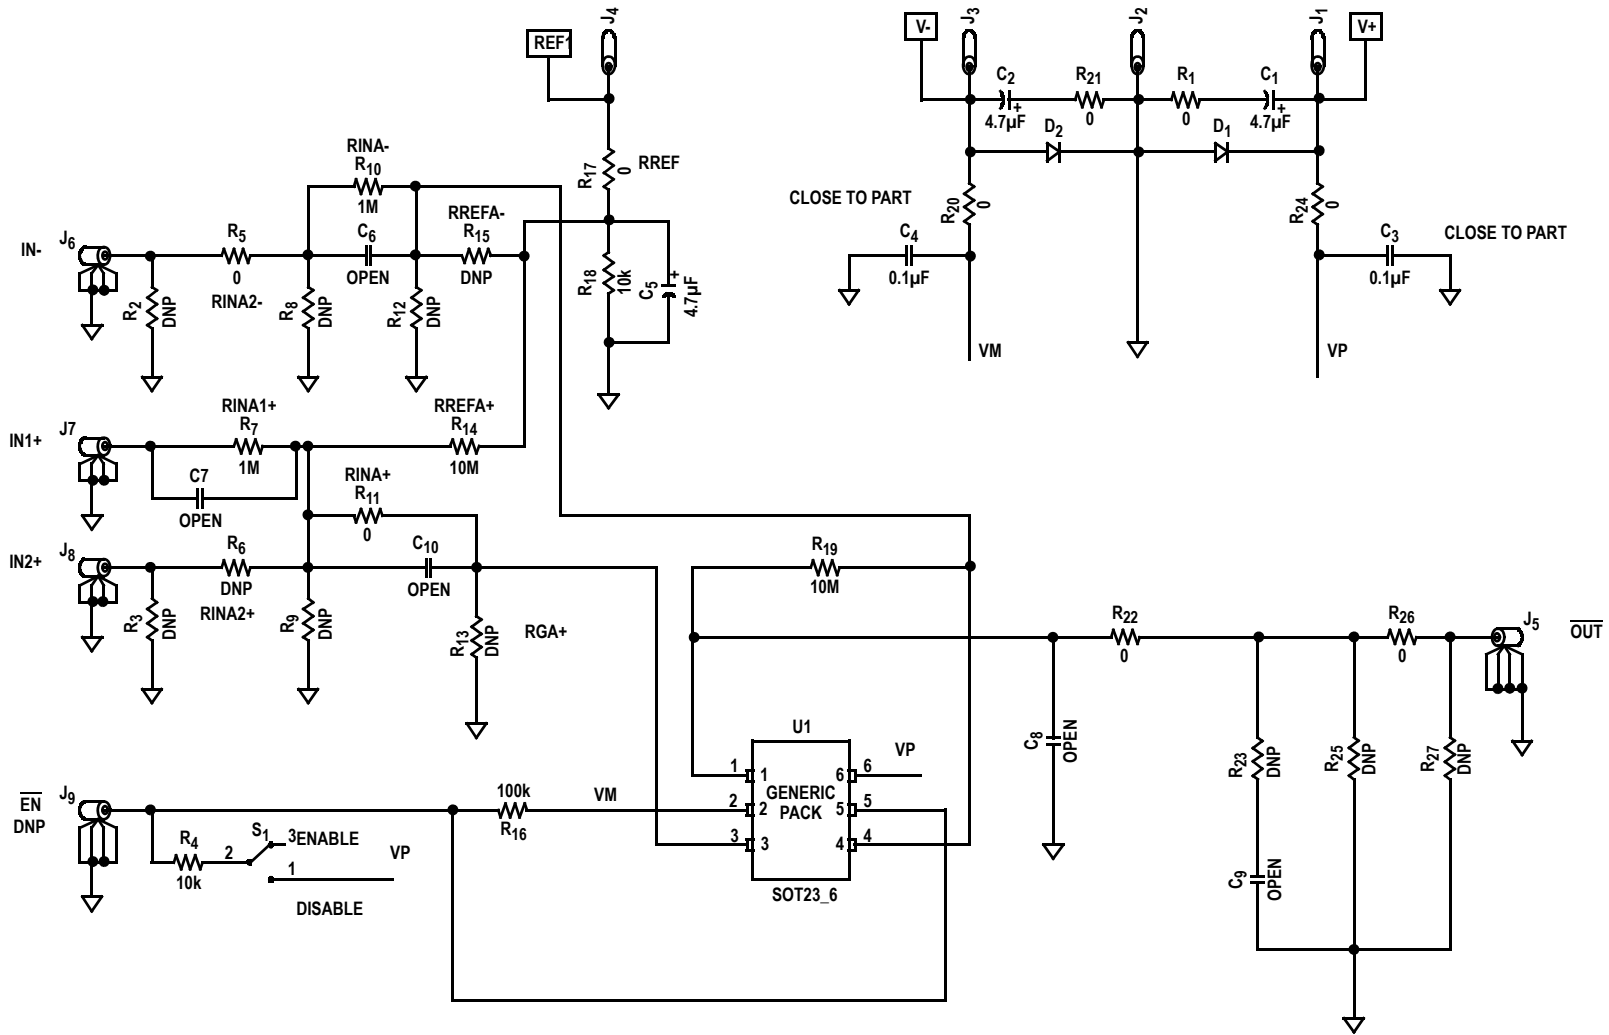 REF1
J4
R17
0
RREF
R18
10k
C5
+
4.7µF
V-
J3
J2
J1
V+
C2
+
4.7µF
R21
0
R1
0
C1
+
4.7µF
D2
D1
R20
0
R24
0
CLOSE TO PART
C4
0.1µF
C3
0.1µF
CLOSE TO PART
VM
VP
RINA-
R10
1M
IN-
J6
R5
0
RINA2-
C6
OPEN
RREFA-
R15
DNP
R2
DNP
R8
DNP
R12
DNP
IN1+
J7
RINA1+
R7
1M
C7
OPEN
RREFA+
R14
10M
RINA+
R11
0
IN2+
J8
R6
DNP
RINA2+
C10
OPEN
R3
DNP
R9
DNP
R13
DNP
RGA+
R19
10M
R22
0
R26
0
J5
OUT
C8
OPEN
R23
DNP
R25
DNP
R27
DNP
C9
OPEN
U1
1
1
2
2
3
3
GENERIC
PACK
6
6
5
5
4
4
VP
SOT23_6
EN
DNP
J9
100k
R16
VM
R4
10k
S1
2
3
ENABLE
1
VP
DISABLE